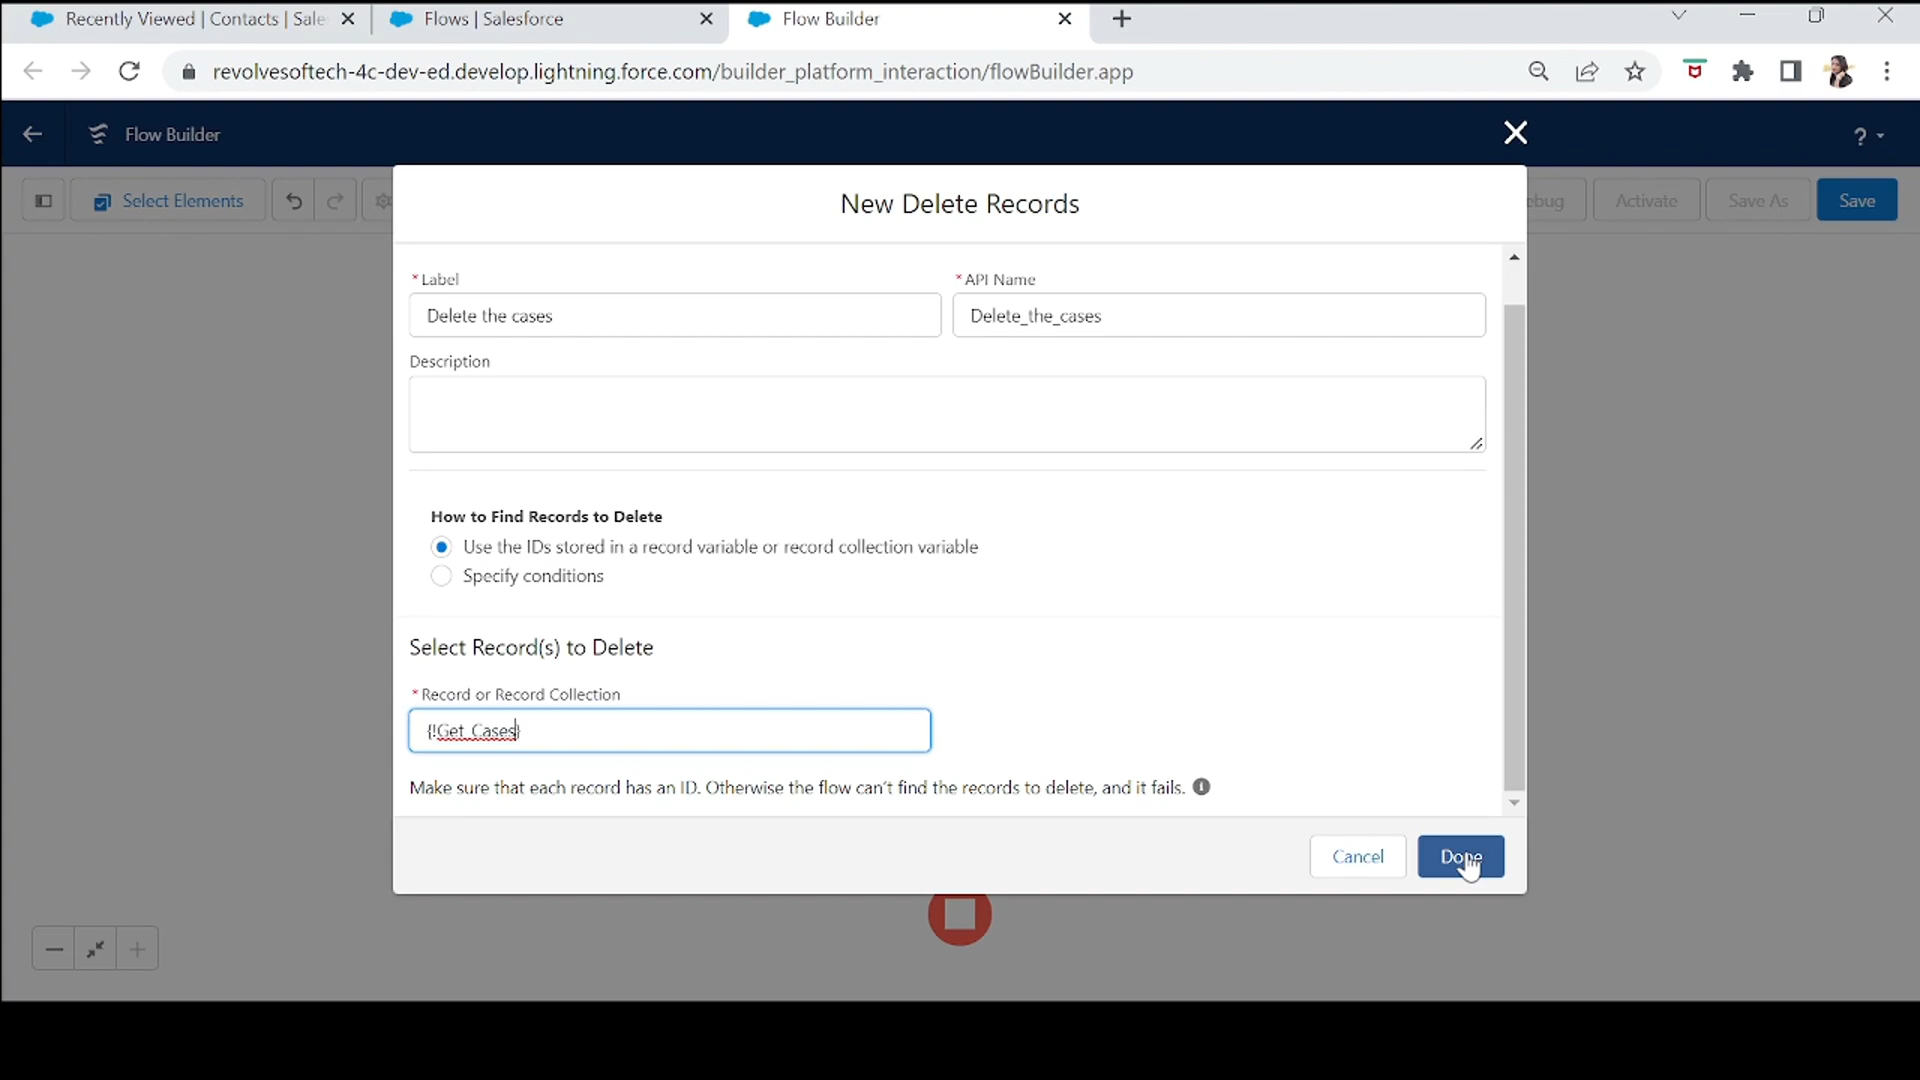 Recently Viewed | Contacts | Sale
Flows | Salesforce
Flow Builder
revolvesoftech-4c-dev-ed.develop.lightning.force.com/builder_platform_interaction/flowBuilder.app
Flow Builder
?
Select Elements
ebug
Activate
Save As
Save
New Delete Records
* Label
* API Name
Delete the cases
Delete_the_cases
Description
How to Find Records to Delete
Use the IDs stored in a record variable or record collection variable
Specify conditions
Select Record(s) to Delete
* Record or Record Collection
{!Get_Cases}
Make sure that each record has an ID. Otherwise the flow can't find the records to delete, and it fails.
Cancel
Done